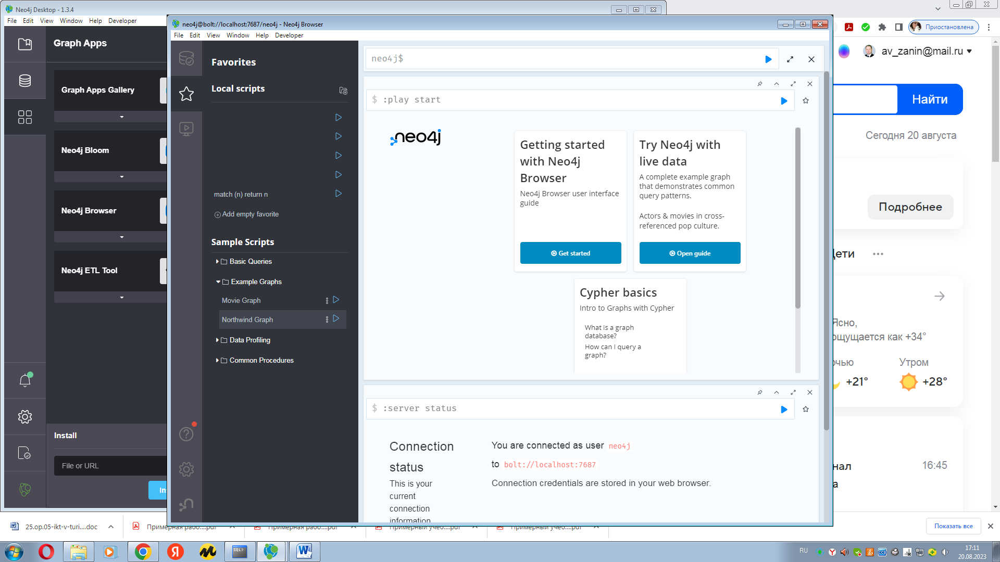 Neo4j Desktop - 1.3.4
File Edit View Window Help Developer
Graph Apps
Graph Apps Gallery
Neo4j Bloom
Neo4j Browser
Neo4j ETL Tool
Install
File or URL
neo4j@bolt://localhost:7687/neo4j - Neo4j Browser
File Edit View Window Help Developer
Favorites
Local scripts
match (n) return n
Add empty favorite
Sample Scripts
Basic Queries
Example Graphs
Movie Graph
Northwind Graph
Data Profiling
Common Procedures
neo4j$
$ :play start
neo4j
Getting started
with Neo4j
Browser
Neo4j Browser user interface
guide
Get started
Try Neo4j with
live data
A complete example graph
that demonstrates common
query patterns.
Actors & movies in cross-
referenced pop culture.
Open guide
Cypher basics
Intro to Graphs with Cypher
What is a graph
database?
How can I query a
graph?
$ :server status
Connection
status
This is your
current
connection
information
You are connected as user neo4j
to bolt://localhost:7687
Connection credentials are stored in your web browser.
Приостановлена
av_zanin@mail.ru
Найти
Сегодня 20 августа
Подробнее
Дети
Ясно,
ощущается как +34°
Утром
+21°
+28°
16:45
25.op.05-ikt-v-turi....doc
Примерная рабо....pdf
Примерная рабо....pdf
Примерный учебо....pdf
Примерный учебо....pdf
Показать все
SQL>
RU
17:11
20.08.2023